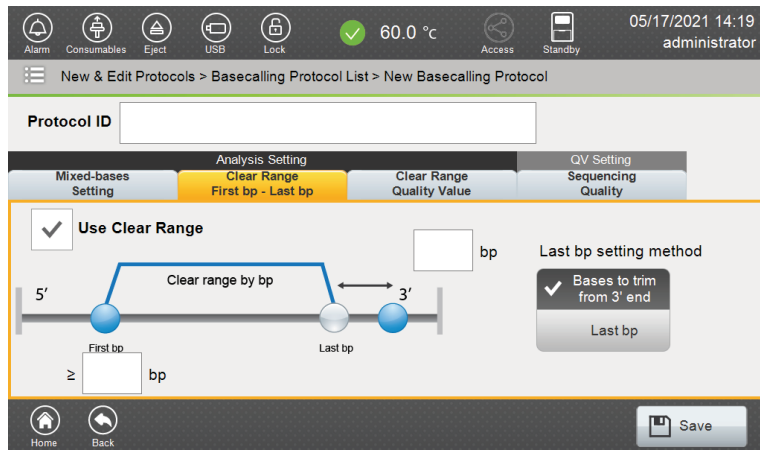 Alarm Consumables Eject USB Lock 60.0 °c Access Standby 05/17/2021 14:19
administrator
New & Edit Protocols > Basecalling Protocol List > New Basecalling Protocol
Protocol ID
Analysis Setting QV Setting
Mixed-bases Setting
Clear Range First bp - Last bp
Clear Range Quality Value
Sequencing Quality
Use Clear Range
bp
Last bp setting method
Clear range by bp
5′ 3′
Bases to trim
from 3' end
Last bp
First bp Last bp
≥ bp
Home Back Save